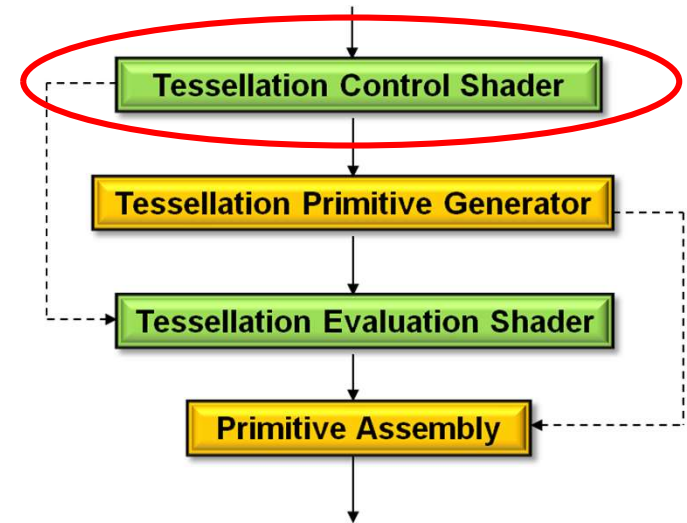 Tessellation Control Shader
Tessellation Primitive Generator
Tessellation Evaluation Shader
Primitive Assembly